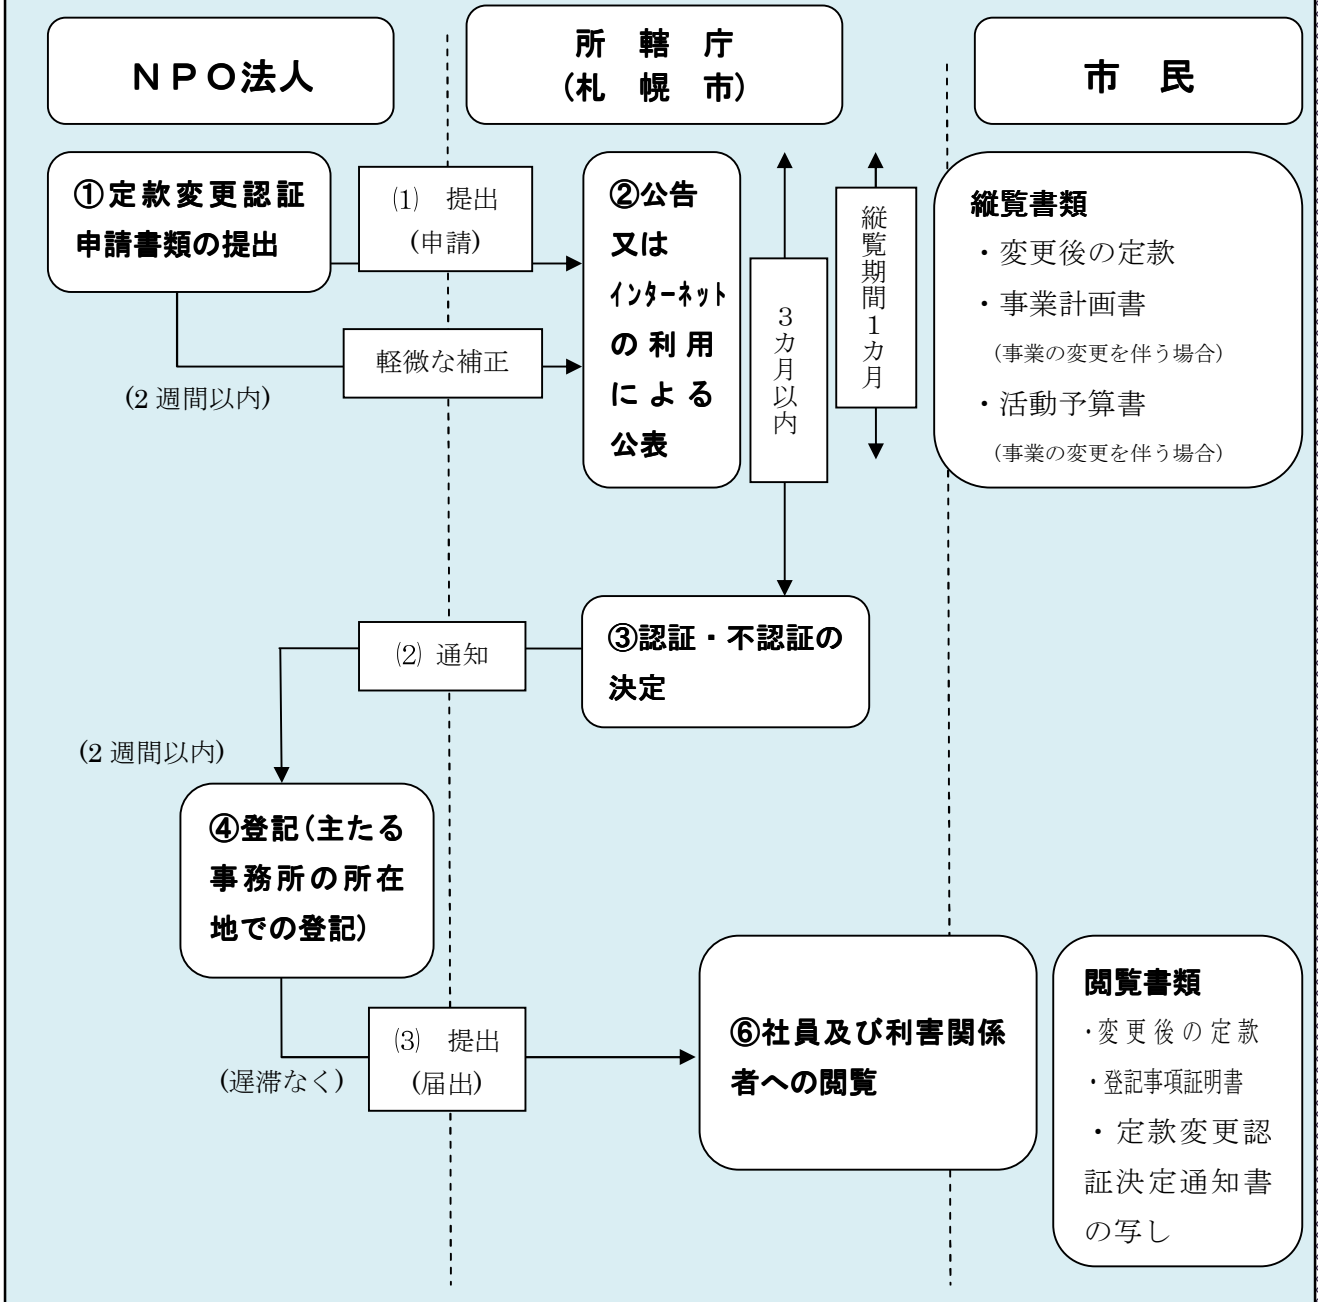 ＮＰＯ法人
所　轄　庁
(札　幌　市)
市　民
①定款変更認証
申請書類の提出
⑴　提出
(申請)
軽微な補正
(2 週間以内)
②公告
又は
ｲﾝﾀｰﾈｯﾄ
の利用
による
公表
３カ月以内
縦覧期間１カ月
縦覧書類
・変更後の定款
・事業計画書
(事業の変更を伴う場合)
・活動予算書
(事業の変更を伴う場合)
③認証・不認証の
決定
⑵ 通知
(2 週間以内)
④登記(主たる
事務所の所在
地での登記)
⑶　提出
(届出)
(遅滞なく)
⑥社員及び利害関係
者への閲覧
閲覧書類
・変更後の定款
・登記事項証明書
・定款変更認
証決定通知書
の写し